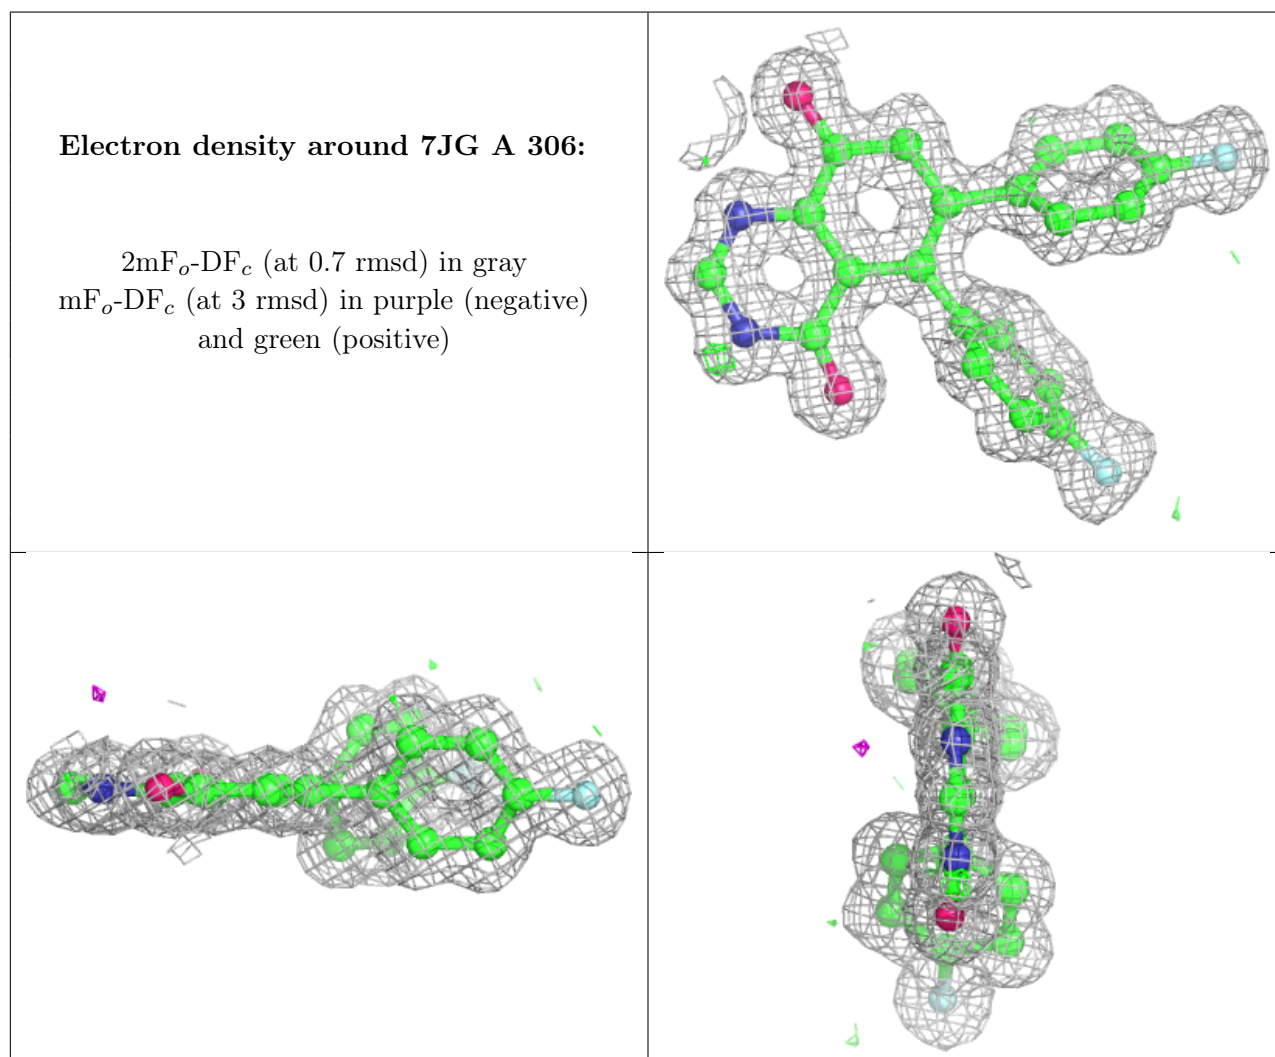 Electron density around 7JG A 306:
2mFo-DFc (at 0.7 rmsd) in gray
mFo-DFc (at 3 rmsd) in purple (negative)
and green (positive)